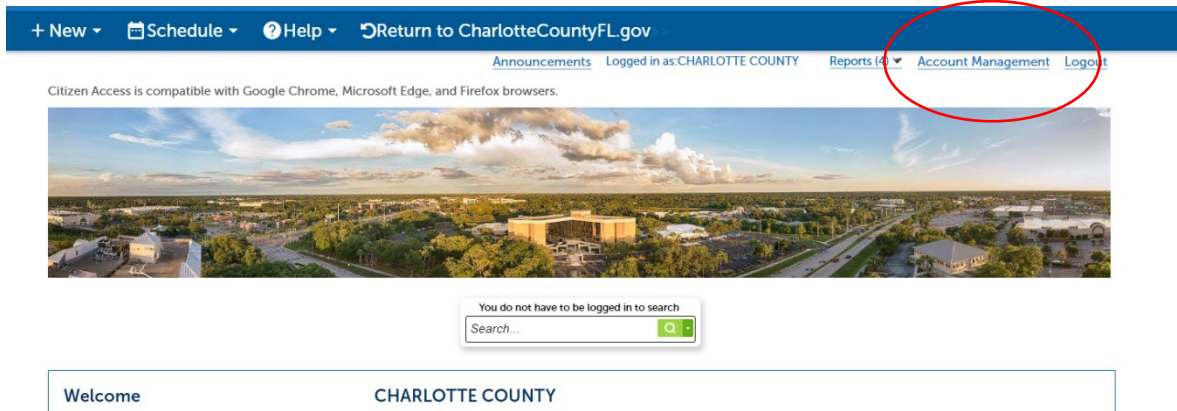 + New Schedule ?Help Return to CharlotteCountyFL.gov>>
Announcements Logged in as:CHARLOTTE COUNTY Reports (4) Account Management Logout
Citizen Access is compatible with Google Chrome, Microsoft Edge, and Firefox browsers.
You do not have to be logged in to search
Search...
Welcome CHARLOTTE COUNTY